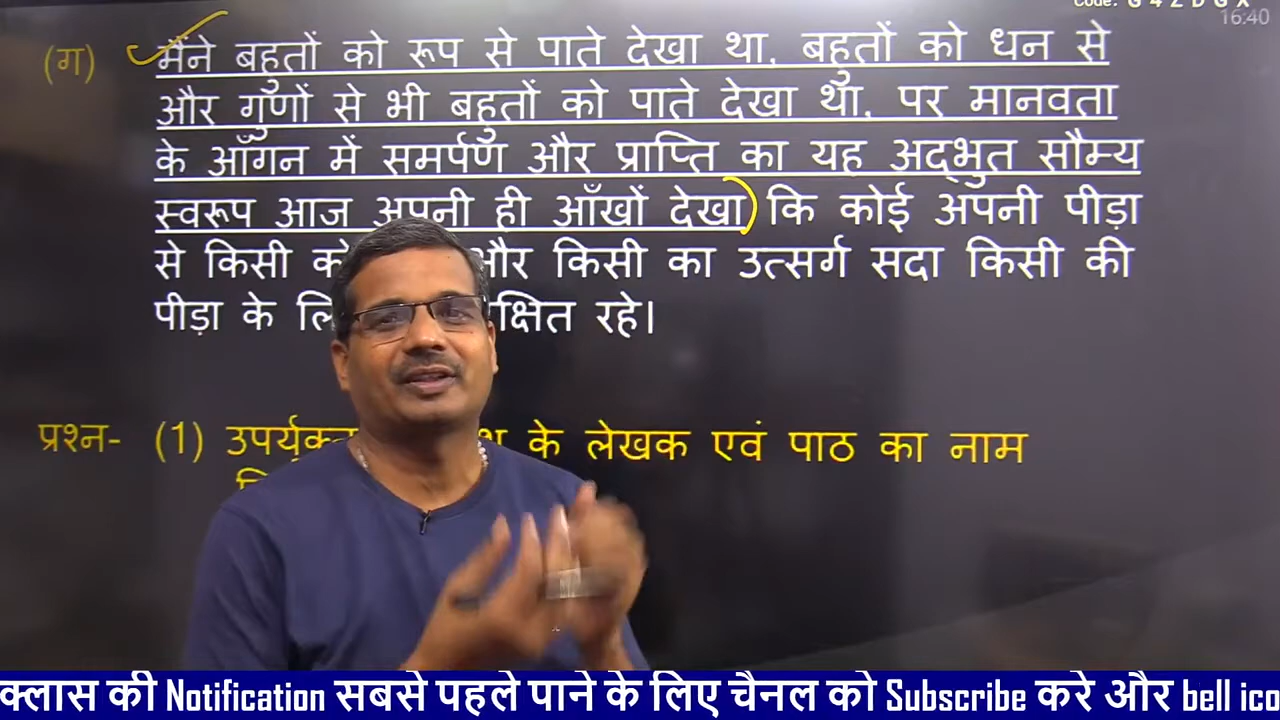 Code: G 4 Z D G X
16:40
(ग) मैंने बहुतों को रूप से पाते देखा था, बहुतों को धन से
और गुणों से भी बहुतों को पाते देखा था, पर मानवता
के आँगन में समर्पण और प्राप्ति का यह अद्भुत सौम्य
स्वरूप आज अपनी ही आँखों देखा) कि कोई अपनी पीड़ा
से किसी को और किसी का उत्सर्ग सदा किसी की
पीड़ा के रहे।
प्रश्न- (1) के लेखक एवं पाठ का नाम
क्लास की Notification सबसे पहले पाने के लिए चैनल को Subscribe करे और bell ico